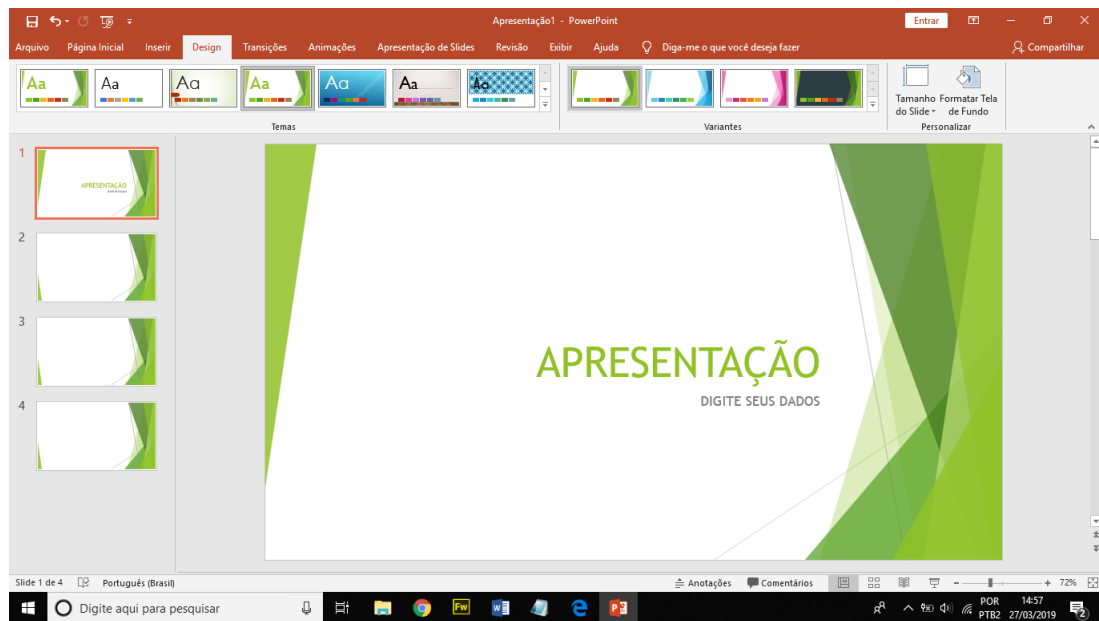 Apresentação1 - PowerPoint
Entrar
Arquivo Página Inicial Inserir Design Transições Animações Apresentação de Slides Revisão Exibir Ajuda Diga-me o que você deseja fazer Compartilhar
Aa Aa Aa Aa Aa Aa Aa
Tamanho do Slide
Formatar Tela de Fundo
Temas Variantes Personalizar
1
APRESENTAÇÃO
2
3
4
APRESENTAÇÃO
DIGITE SEUS DADOS
Slide 1 de 4 Português (Brasil) Anotações Comentários 72%
Digite aqui para pesquisar
Fw
POR 14:57
PTB2 27/03/2019
2